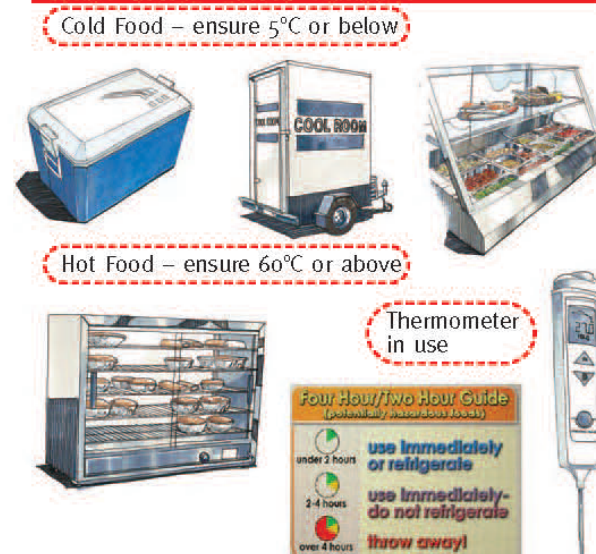 Cold Food – ensure 5°C or below
COOL ROOM
Hot Food – ensure 60°C or above
Thermometer
in use
Four Hour/Two Hour Guide
(potentially hazardous foods)
under 2 hours
use immediately
or refrigerate
2-4 hours
use immediately-
do not refrigerate
over 4 hours
throw away!